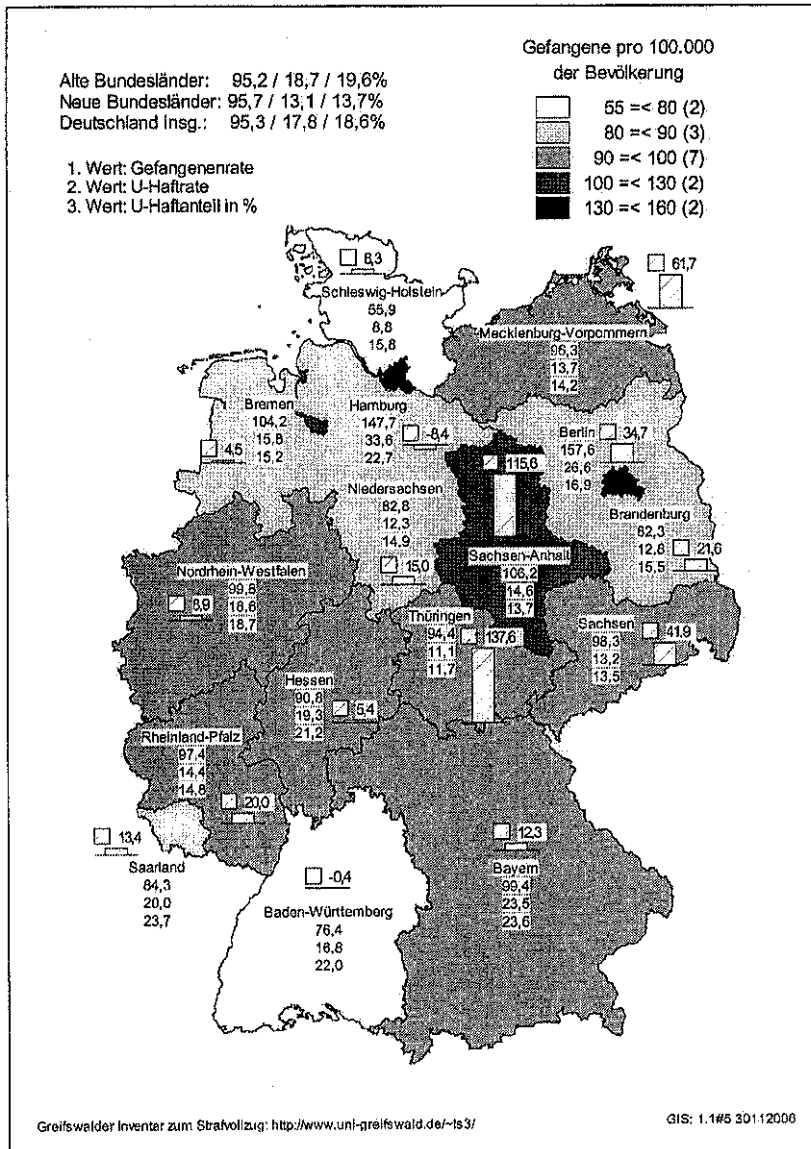 Alte Bundesländer: 95,2 / 18,7 / 19,6%
Neue Bundesländer: 95,7 / 13,1 / 13,7%
Deutschland insg.: 95,3 / 17,8 / 18,6%
1. Wert: Gefangenenrate
2. Wert: U-Haftrate
3. Wert: U-Haftanteil in %
Gefangene pro 100.000
der Bevölkerung
55 =< 80 (2)
80 =< 90 (3)
90 =< 100 (7)
100 =< 130 (2)
130 =< 160 (2)
8,3
Schleswig-Holstein
55,9
8,8
15,8
61,7
Mecklenburg-Vorpommern
96,3
13,7
14,2
Bremen
104,2
15,8
15,2
4,5
Hamburg
147,7
33,6
22,7
-8,4
Berlin
157,6
26,6
16,9
34,7
Niedersachsen
82,8
12,3
14,9
15,0
115,6
Sachsen-Anhalt
106,2
14,6
13,7
Brandenburg
82,3
12,8
15,5
21,6
Nordrhein-Westfalen
99,8
18,6
18,7
8,9
Thüringen
94,4
11,1
11,7
137,6
Sachsen
98,3
13,2
13,5
41,9
Hessen
90,8
19,3
21,2
5,4
Rheinland-Pfalz
97,4
14,4
14,8
20,0
13,4
Saarland
84,3
20,0
23,7
-0,4
Baden-Württemberg
76,4
16,8
22,0
12,3
Bayern
99,4
23,5
23,6
Greifswalder Inventar zum Strafvollzug: http://www.uni-greifswald.de/~ls3/
GIS: 1.1#5 30112006